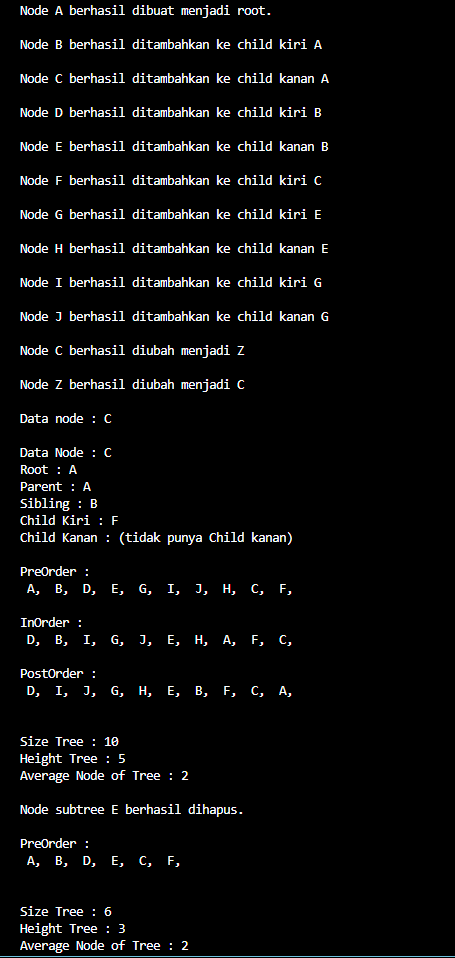 Node A berhasil dibuat menjadi root.
Node B berhasil ditambahkan ke child kiri A
Node C berhasil ditambahkan ke child kanan A
Node D berhasil ditambahkan ke child kiri B
Node E berhasil ditambahkan ke child kanan B
Node F berhasil ditambahkan ke child kiri C
Node G berhasil ditambahkan ke child kiri E
Node H berhasil ditambahkan ke child kanan E
Node I berhasil ditambahkan ke child kiri G
Node J berhasil ditambahkan ke child kanan G
Node C berhasil diubah menjadi Z
Node Z berhasil diubah menjadi C
Data node : C
Data Node : C
Root : A
Parent : A
Sibling : B
Child Kiri : F
Child Kanan : (tidak punya Child kanan)
PreOrder :
A, B, D, E, G, I, J, H, C, F,
InOrder :
D, B, I, G, J, E, H, A, F, C,
PostOrder :
D, I, J, G, H, E, B, F, C, A,
Size Tree : 10
Height Tree : 5
Average Node of Tree : 2
Node subtree E berhasil dihapus.
PreOrder :
A, B, D, E, C, F,
Size Tree : 6
Height Tree : 3
Average Node of Tree : 2